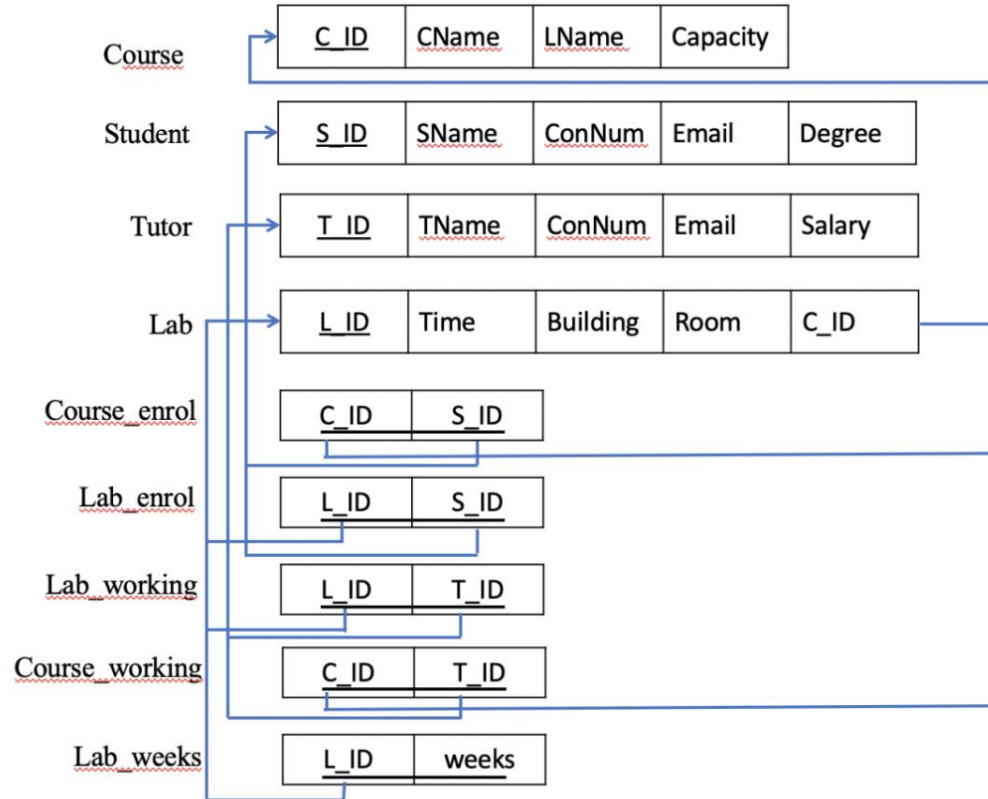 Course C_ID CName LName Capacity
Student S_ID SName ConNum Email Degree
Tutor T_ID TName ConNum Email Salary
Lab L_ID Time Building Room C_ID
Course_enrol C_ID S_ID
Lab_enrol L_ID S_ID
Lab_working L_ID T_ID
Course_working C_ID T_ID
Lab_weeks L_ID weeks